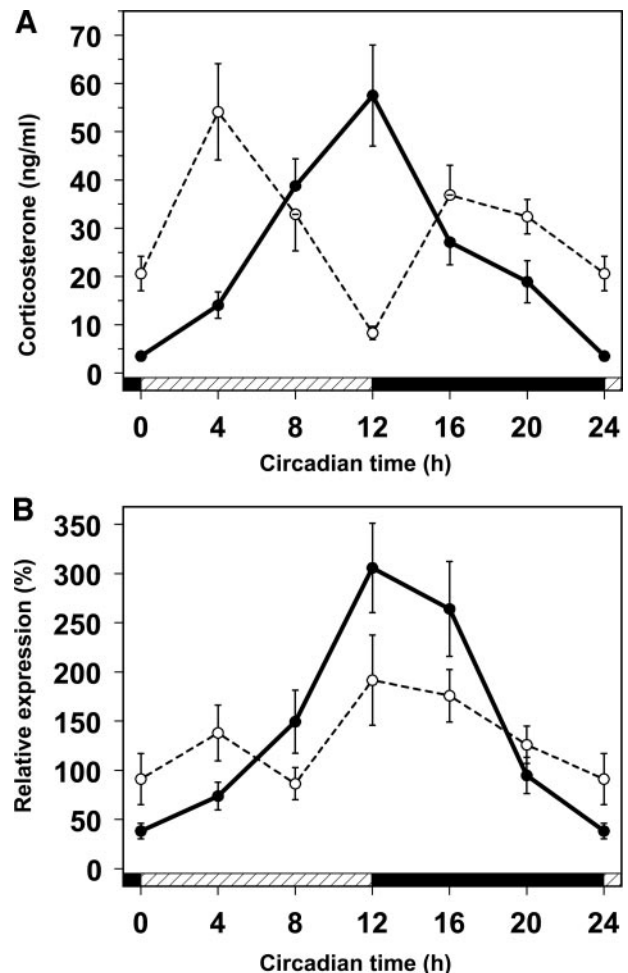 A
Corticosterone (ng/ml)
70
60
50
40
30
20
10
0
0 4 8 12 16 20 24
Circadian time (h)
B
Relative expression (%)
350
300
250
200
150
100
50
0
0 4 8 12 16 20 24
Circadian time (h)